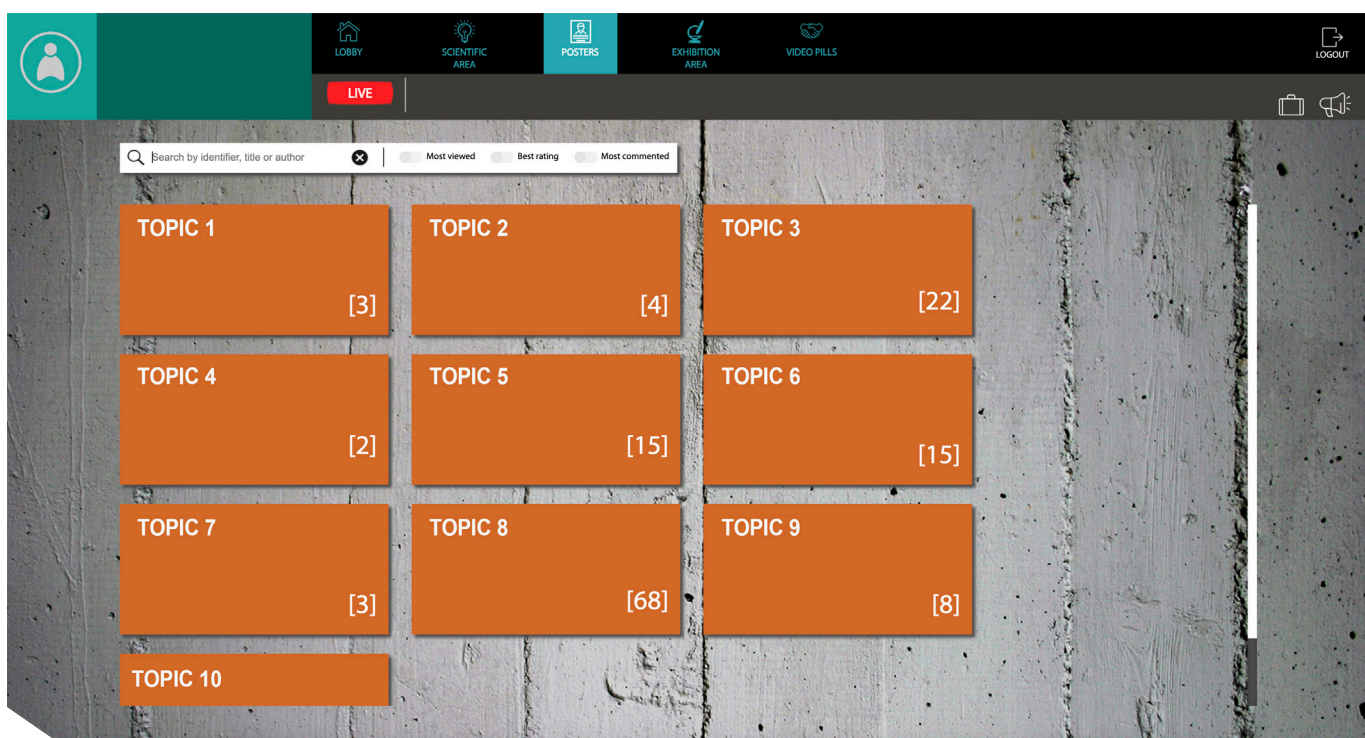 LOBBY
SCIENTIFIC
AREA
POSTERS
EXHIBITION
AREA
VIDEO PILLS
LOGOUT
LIVE
Search by identifier, title or author
Most viewed
Best rating
Most commented
TOPIC 1
[3]
TOPIC 2
[4]
TOPIC 3
[22]
TOPIC 4
[2]
TOPIC 5
[15]
TOPIC 6
[15]
TOPIC 7
[3]
TOPIC 8
[68]
TOPIC 9
[8]
TOPIC 10